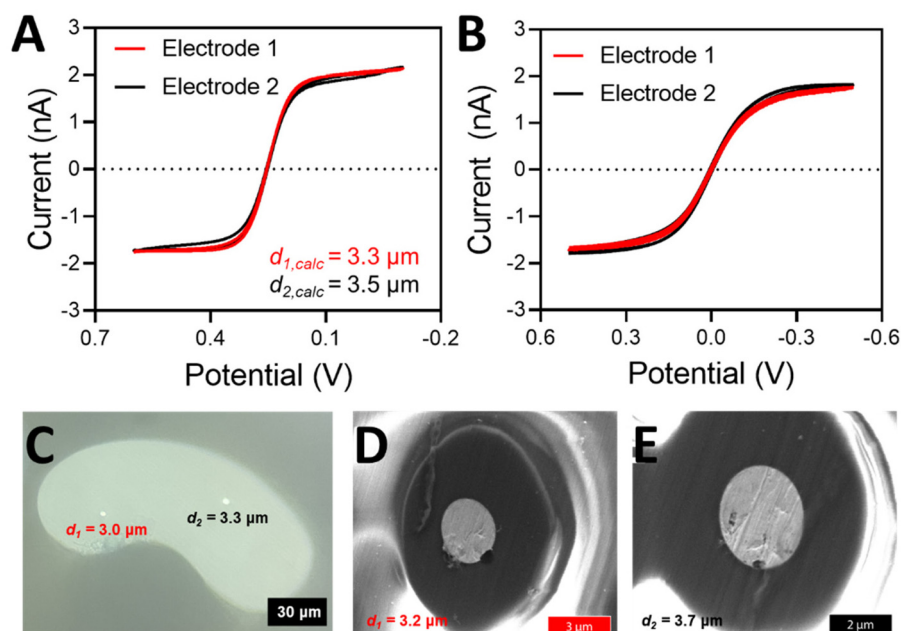 A
3
2
1
0
-1
-2
-3
Current (nA)
Electrode 1
Electrode 2
d1,calc = 3.3 µm
d2,calc = 3.5 µm
0.7
0.4
0.1
-0.2
Potential (V)
B
3
2
1
0
-1
-2
-3
Current (nA)
Electrode 1
Electrode 2
0.6
0.3
0.0
-0.3
-0.6
Potential (V)
C
d1 = 3.0 µm
d2 = 3.3 µm
30 µm
D
d1 = 3.2 µm
3 µm
E
d2 = 3.7 µm
2 µm